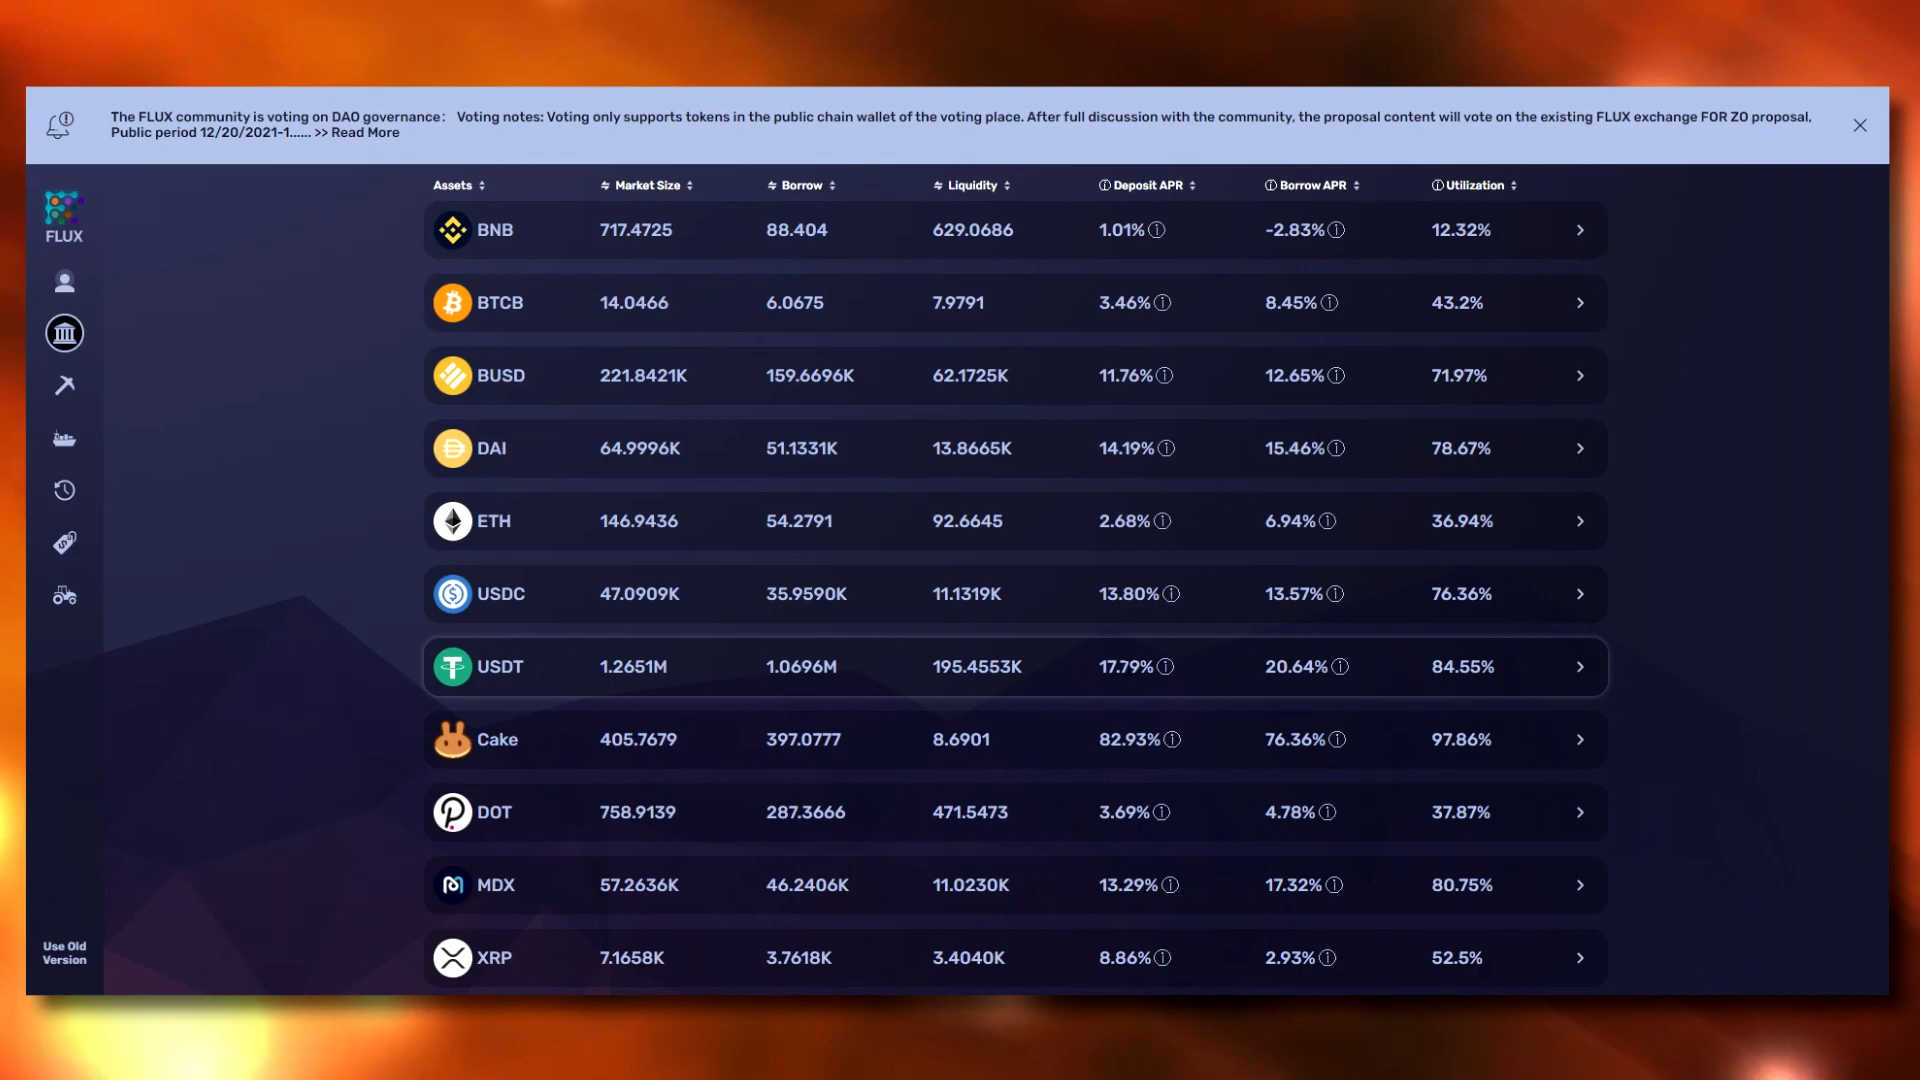 The FLUX community is voting on DAO governance: Voting notes: Voting only supports tokens in the public chain wallet of the voting place. After full discussion with the community, the proposal content will vote on the existing FLUX exchange FOR ZO proposal,
Public period 12/20/2021-1...... >> Read More
FLUX
Assets Market Size Borrow Liquidity Deposit APR Borrow APR Utilization
BNB 717.4725 88.404 629.0686 1.01% -2.83% 12.32%
BTCB 14.0466 6.0675 7.9791 3.46% 8.45% 43.2%
BUSD 221.8421K 159.6696K 62.1725K 11.76% 12.65% 71.97%
DAI 64.9996K 51.1331K 13.8665K 14.19% 15.46% 78.67%
ETH 146.9436 54.2791 92.6645 2.68% 6.94% 36.94%
USDC 47.0909K 35.9590K 11.1319K 13.80% 13.57% 76.36%
USDT 1.2651M 1.0696M 195.4553K 17.79% 20.64% 84.55%
Cake 405.7679 397.0777 8.6901 82.93% 76.36% 97.86%
DOT 758.9139 287.3666 471.5473 3.69% 4.78% 37.87%
MDX 57.2636K 46.2406K 11.0230K 13.29% 17.32% 80.75%
XRP 7.1658K 3.7618K 3.4040K 8.86% 2.93% 52.5%
Use Old
Version